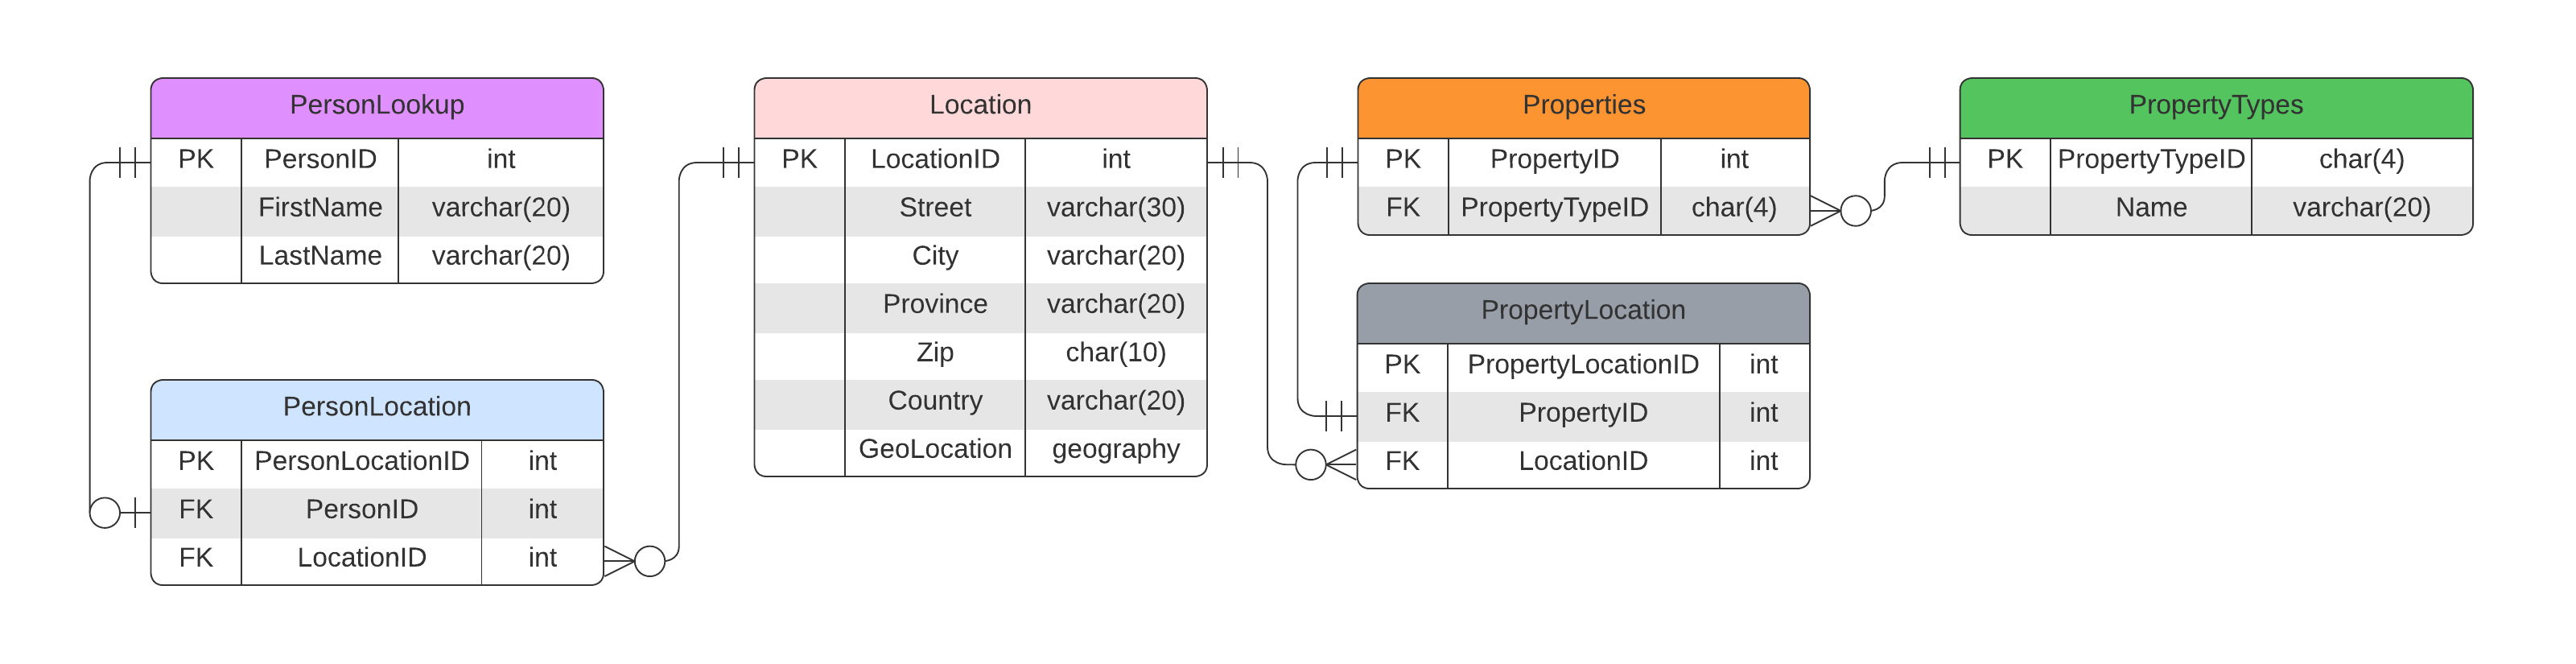 PersonLookup
PK PersonID int
FirstName varchar(20)
LastName varchar(20)
PersonLocation
PK PersonLocationID int
FK PersonID int
FK LocationID int
Location
PK LocationID int
Street varchar(30)
City varchar(20)
Province varchar(20)
Zip char(10)
Country varchar(20)
GeoLocation geography
Properties
PK PropertyID int
FK PropertyTypeID char(4)
PropertyLocation
PK PropertyLocationID int
FK PropertyID int
FK LocationID int
PropertyTypes
PK PropertyTypeID char(4)
Name varchar(20)